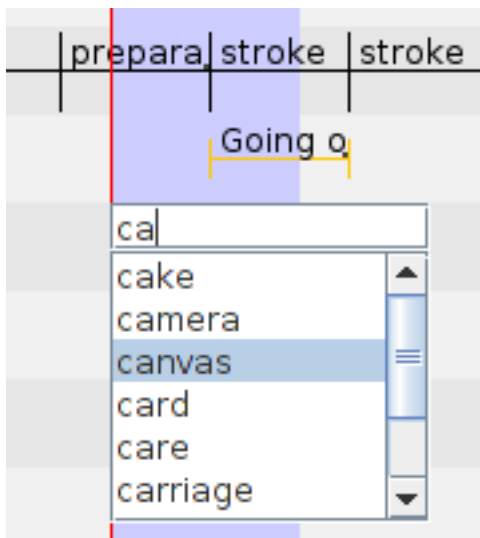 prepara stroke stroke
Going o
ca
cake
camera
canvas
card
care
carriage